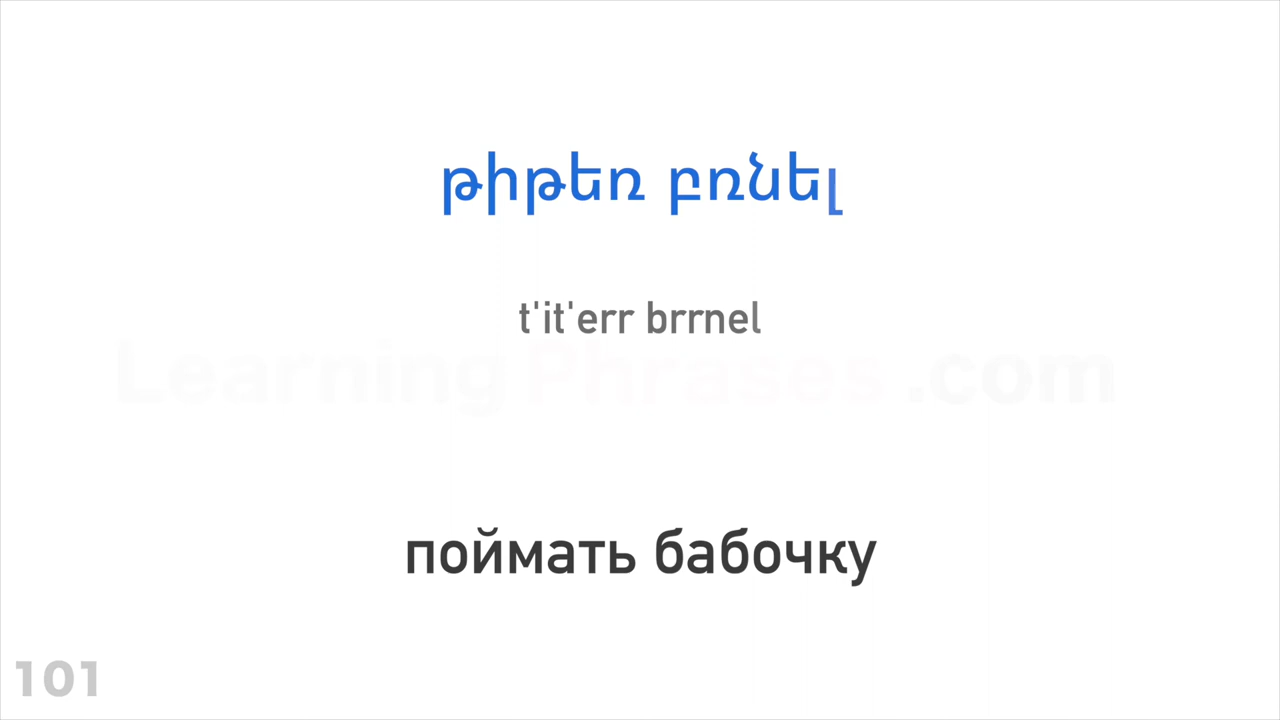 թիթեռ բռնել
t'it'err brrnel
LearningPhrases.com
поймать бабочку
101